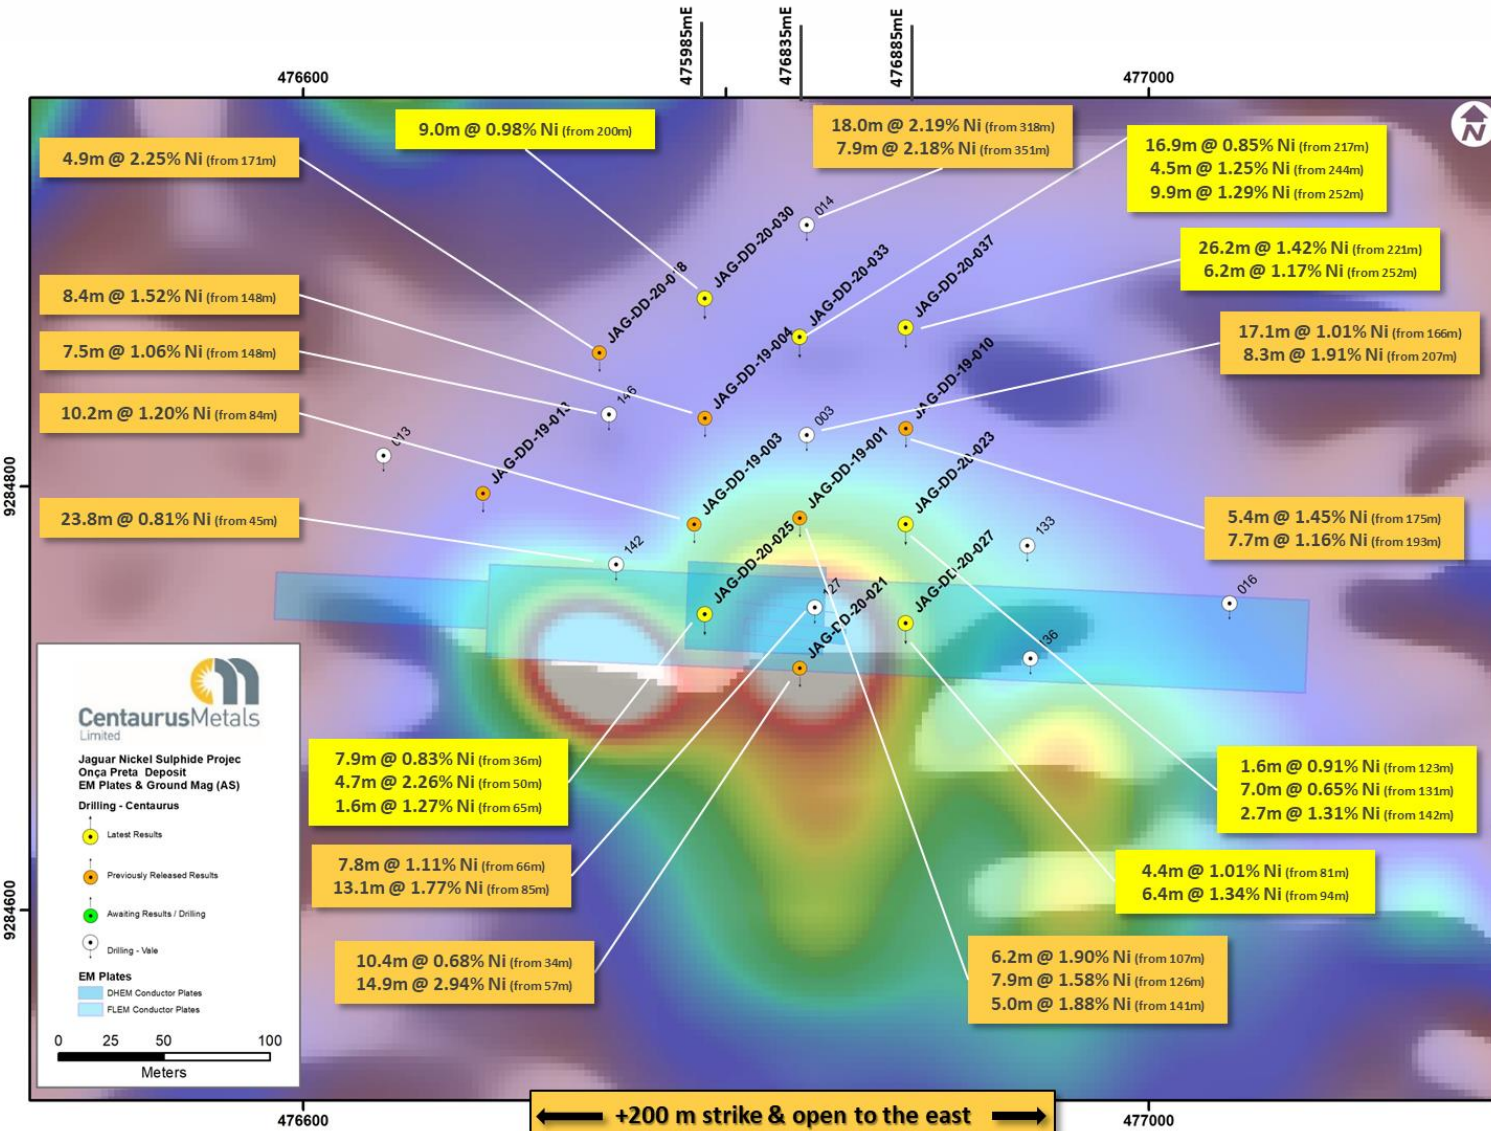 475985mE
476835mE
476885mE
476600
477000
9.0m @ 0.98% Ni (from 200m)
18.0m @ 2.19% Ni (from 318m)
7.9m @ 2.18% Ni (from 351m)
16.9m @ 0.85% Ni (from 217m)
4.5m @ 1.25% Ni (from 244m)
9.9m @ 1.29% Ni (from 252m)
N
4.9m @ 2.25% Ni (from 171m)
26.2m @ 1.42% Ni (from 221m)
6.2m @ 1.17% Ni (from 252m)
8.4m @ 1.52% Ni (from 148m)
7.5m @ 1.06% Ni (from 148m)
17.1m @ 1.01% Ni (from 166m)
8.3m @ 1.91% Ni (from 207m)
10.2m @ 1.20% Ni (from 84m)
23.8m @ 0.81% Ni (from 45m)
5.4m @ 1.45% Ni (from 175m)
7.7m @ 1.16% Ni (from 193m)
JAG-DD-20-030
014
JAG-DD-20-018
JAG-DD-20-033
JAG-DD-20-037
JAG-DD-19-004
146
003
JAG-DD-19-010
013
JAG-DD-19-013
JAG-DD-19-003
JAG-DD-19-001
JAG-DD-20-023
142
133
JAG-DD-20-025
127
JAG-DD-20-027
016
JAG-DD-20-021
136
9284800
9284600
CentaurusMetals
Limited
Jaguar Nickel Sulphide Projec
Onça Preta Deposit
EM Plates & Ground Mag (AS)
Drilling - Centaurus
Latest Results
Previously Released Results
Awaiting Results / Drilling
Drilling - Vale
EM Plates
DHEM Conductor Plates
FLEM Conductor Plates
0 25 50 100
Meters
7.9m @ 0.83% Ni (from 36m)
4.7m @ 2.26% Ni (from 50m)
1.6m @ 1.27% Ni (from 65m)
1.6m @ 0.91% Ni (from 123m)
7.0m @ 0.65% Ni (from 131m)
2.7m @ 1.31% Ni (from 142m)
7.8m @ 1.11% Ni (from 66m)
13.1m @ 1.77% Ni (from 85m)
4.4m @ 1.01% Ni (from 81m)
6.4m @ 1.34% Ni (from 94m)
10.4m @ 0.68% Ni (from 34m)
14.9m @ 2.94% Ni (from 57m)
6.2m @ 1.90% Ni (from 107m)
7.9m @ 1.58% Ni (from 126m)
5.0m @ 1.88% Ni (from 141m)
+200 m strike & open to the east
476600
477000